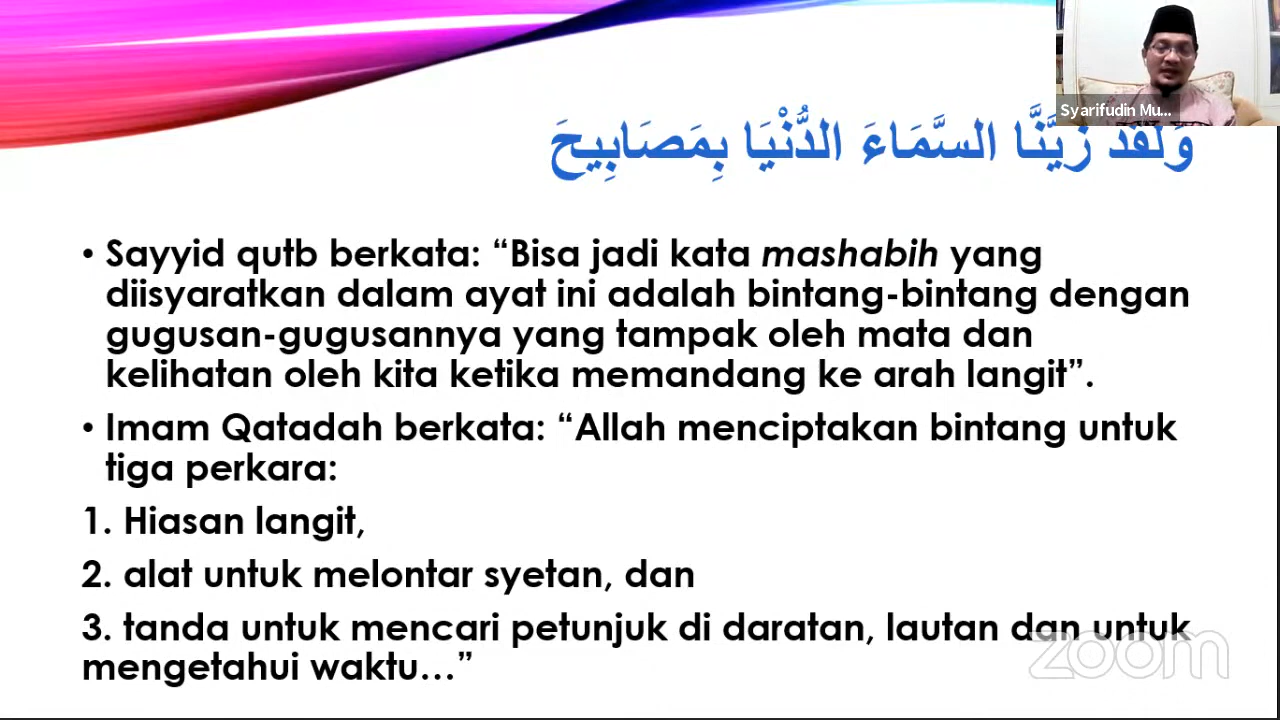 Syarifudin Mu...
وَلَقَدْ زَيَّنَّا السَّمَاءَ الدُّنْيَا بِمَصَابِيحَ
• Sayyid qutb berkata: “Bisa jadi kata mashabih yang
diisyaratkan dalam ayat ini adalah bintang-bintang dengan
gugusan-gugusannya yang tampak oleh mata dan
kelihatan oleh kita ketika memandang ke arah langit”.
• Imam Qatadah berkata: “Allah menciptakan bintang untuk
tiga perkara:
1. Hiasan langit,
2. alat untuk melontar syetan, dan
3. tanda untuk mencari petunjuk di daratan, lautan dan untuk
mengetahui waktu...”
zoom